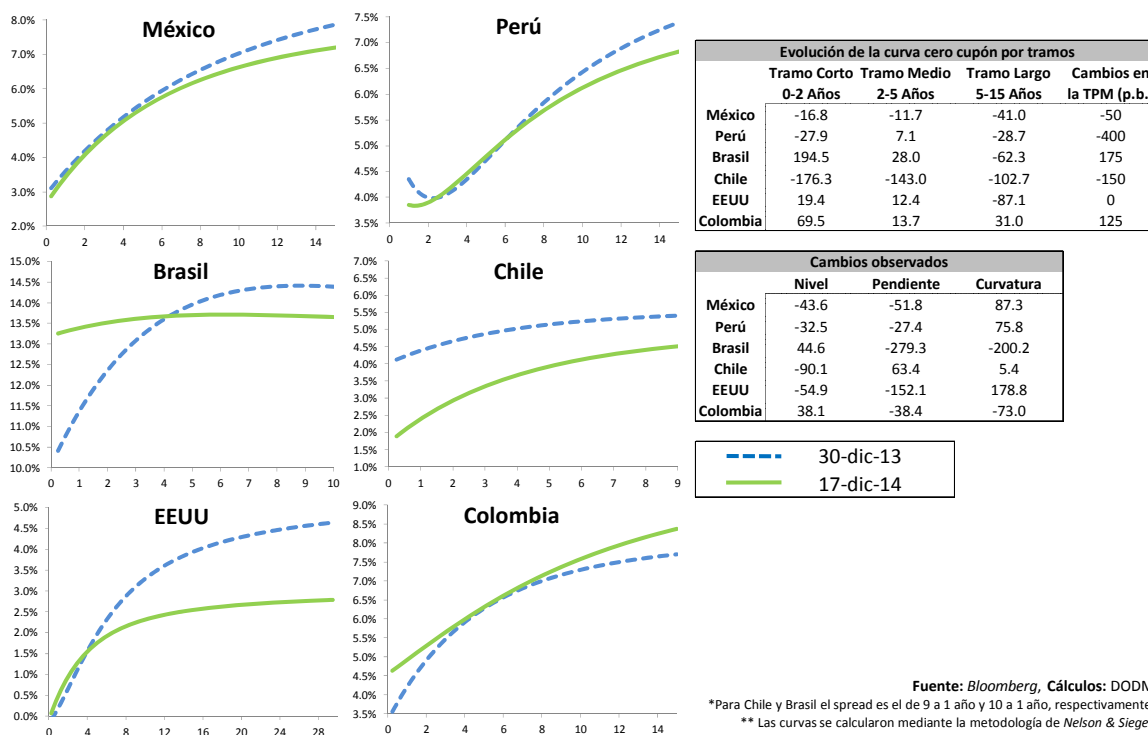 México
8.0%
7.0%
6.0%
5.0%
4.0%
3.0%
2.0%
0 2 4 6 8 10 12 14
Perú
7.5%
7.0%
6.5%
6.0%
5.5%
5.0%
4.5%
4.0%
3.5%
0 2 4 6 8 10 12 14
Brasil
15.0%
14.5%
14.0%
13.5%
13.0%
12.5%
12.0%
11.5%
11.0%
10.5%
10.0%
0 1 2 3 4 5 6 7 8 9 10
Chile
7.0%
6.0%
5.0%
4.0%
3.0%
2.0%
1.0%
0 1 2 3 4 5 6 7 8 9
EEUU
5.0%
4.5%
4.0%
3.5%
3.0%
2.5%
2.0%
1.5%
1.0%
0.5%
0.0%
0 4 8 12 16 20 24 28
Colombia
9.0%
8.5%
8.0%
7.5%
7.0%
6.5%
6.0%
5.5%
5.0%
4.5%
4.0%
3.5%
0 2 4 6 8 10 12 14
Evolución de la curva cero cupón por tramos
Tramo Corto Tramo Medio Tramo Largo Cambios en
0-2 Años 2-5 Años 5-15 Años la TPM (p.b.
México -16.8 -11.7 -41.0 -50
Perú -27.9 7.1 -28.7 -400
Brasil 194.5 28.0 -62.3 175
Chile -176.3 -143.0 -102.7 -150
EEUU 19.4 12.4 -87.1 0
Colombia 69.5 13.7 31.0 125
Cambios observados
Nivel Pendiente Curvatura
México -43.6 -51.8 87.3
Perú -32.5 -27.4 75.8
Brasil 44.6 -279.3 -200.2
Chile -90.1 63.4 5.4
EEUU -54.9 -152.1 178.8
Colombia 38.1 -38.4 -73.0
30-dic-13
17-dic-14
Fuente: Bloomberg, Cálculos: DODM
*Para Chile y Brasil el spread es el de 9 a 1 año y 10 a 1 año, respectivamente
** Las curvas se calcularon mediante la metodología de Nelson & Siege